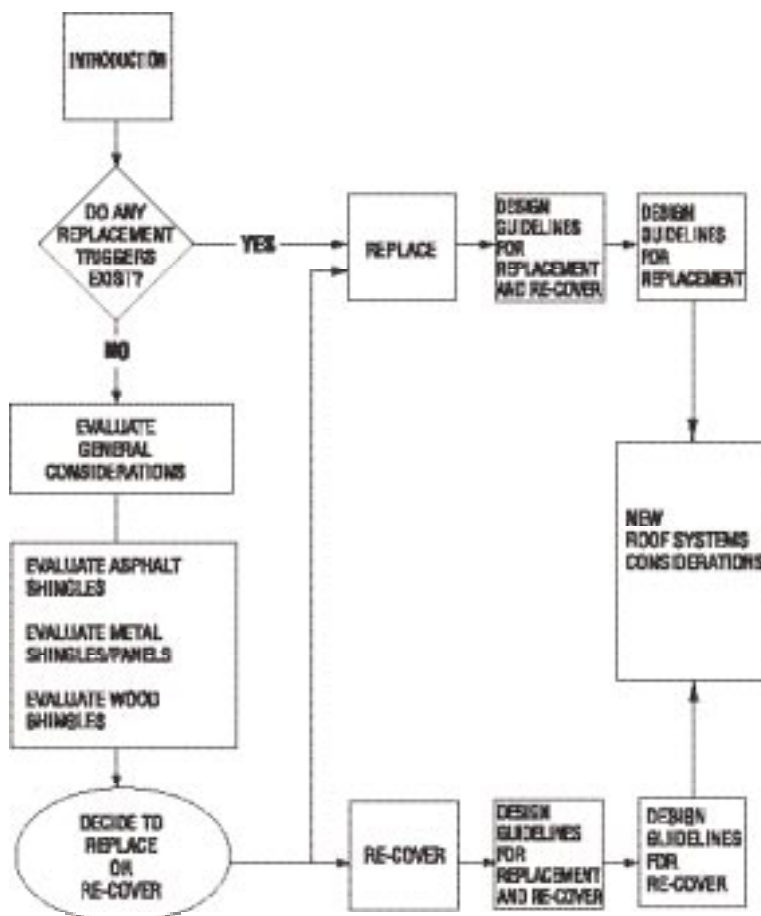 INTRODUCTION
DO ANY
REPLACEMENT
TRIGGERS
EXIST?
YES
REPLACE
DESIGN
GUIDELINES
FOR
REPLACEMENT
AND RE-COVER
DESIGN
GUIDELINES
FOR
REPLACEMENT
NO
EVALUATE
GENERAL
CONSIDERATIONS
EVALUATE ASPHALT
SHINGLES
EVALUATE METAL
SHINGLES/PANELS
EVALUATE WOOD
SHINGLES
NEW
ROOF SYSTEMS
CONSIDERATIONS
DECIDE TO
REPLACE
OR
RE-COVER
RE-COVER
DESIGN
GUIDELINES
FOR
REPLACEMENT
AND RE-COVER
DESIGN
GUIDELINES
FOR
RE-COVER